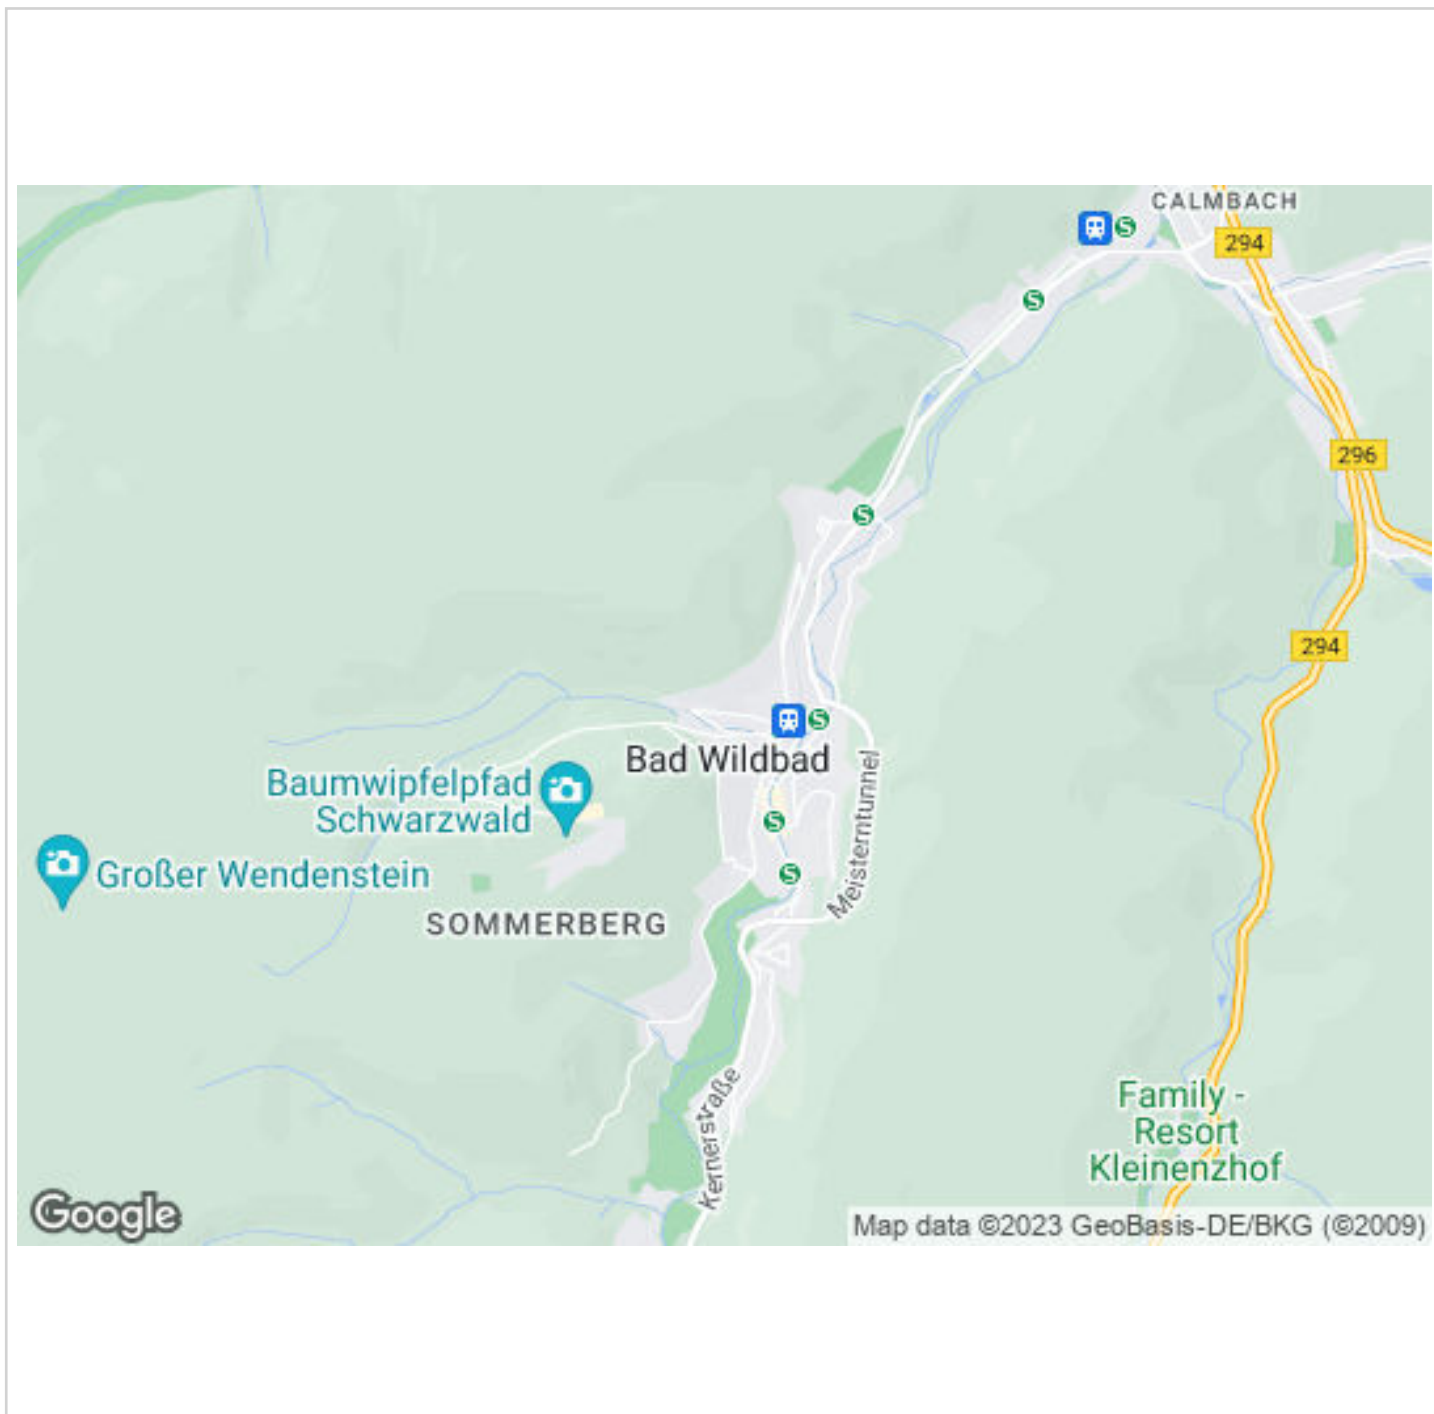 CALMBACH
S
294
S
296
S
294
S
Bad Wildbad
Baumwipfelpfad
Schwarzwald
Meisterntunnel
S
Großer Wendenstein
S
SOMMERBERG
Kernerstraße
Family -
Resort
Kleinenzhof
Google
Map data ©2023 GeoBasis-DE/BKG (©2009)